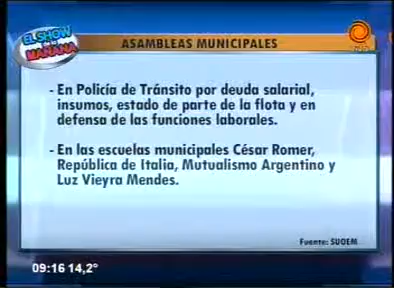 EL SHOW
DE LA
MAÑANA
ASAMBLEAS MUNICIPALES
- En Policía de Tránsito por deuda salarial,
insumos, estado de parte de la flota y en
defensa de las funciones laborales.
- En las escuelas municipales César Romer,
República de Italia, Mutualismo Argentino y
Luz Vieyra Mendes.
Fuente: SUOEM
09:16 14,2°